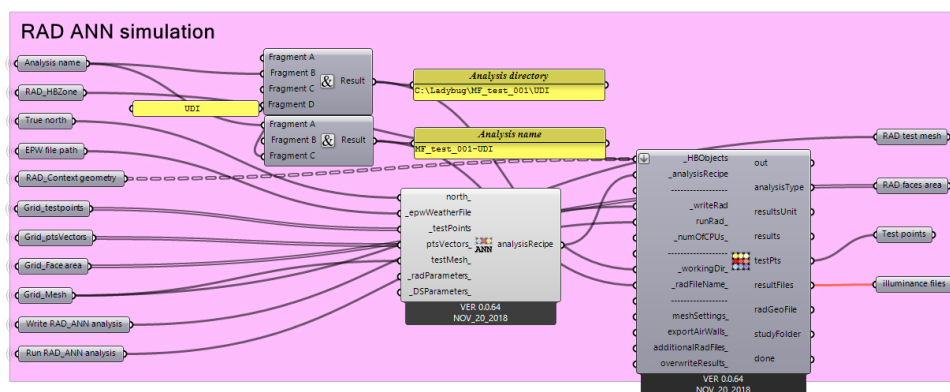 RAD ANN simulation
Analysis name
RAD_HBZone
True north
EPW file path
RAD_Context geometry
Grid_testpoints
Grid_ptsVectors
Grid_Face area
Grid_Mesh
Write RAD_ANN analysis
Run RAD_ANN analysis
UDI
Fragment A
Fragment B
Fragment C
Fragment D
&
Result
Fragment A
Fragment B
Fragment C
&
Result
Analysis directory
C:\Ladybug\MF_test_001\UDI
Analysis name
MF_test_001-UDI
north_
_epwWeatherFile
_testPoints
ptsVectors_
testMesh_
_radParameters_
_DSParameters_
ANN
analysisRecipe
VER 0.0.64
NOV_20_2018
_HBObjects
_analysisRecipe
--------------------
_writeRad
runRad_
_numOfCPUs_
--------------------
_workingDir_
_radFileName_
--------------------
meshSettings_
exportAirWalls_
additionalRadFiles_
overwriteResults_
out
analysisType
resultsUnit
results
testPts
resultFiles
radGeoFile
studyFolder
done
VER 0.0.64
NOV_20_2018
RAD test mesh
RAD faces area
Test points
illuminance files